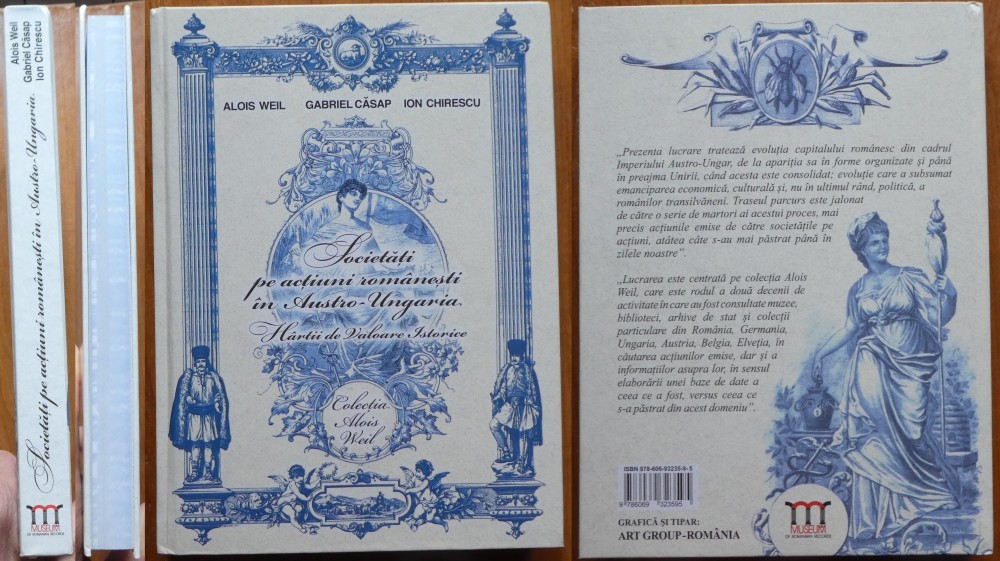 Alois Weil
Gabriel Căsap
Ion Chirescu
Societăți pe acțiuni românești în Austro-Ungaria.
MUSEUM
OF ROMANIAN RECORDS
ALOIS WEIL GABRIEL CĂSAP ION CHIRESCU
Societăți
pe acțiuni românești
în Austro-Ungaria.
Hârtii de Valoare Istorice
Colecția
Alois
Weil
„Prezenta lucrare tratează evoluția capitalului românesc din cadrul
Imperiului Austro-Ungar, de la apariția sa în forme organizate și până
în preajma Unirii, când acesta este consolidat; evoluție care a subsumat
emanciparea economică, culturală și, nu în ultimul rând, politică, a
românilor transilvăneni. Traseul parcurs este jalonat
de către o serie de martori ai acestui proces, mai
precis acțiunile emise de către societățile pe
acțiuni, atâtea câte s-au mai păstrat până în
zilele noastre”.
„Lucrarea este centrată pe colecția Alois
Weil, care este rodul a două decenii de
activitate în care au fost consultate muzee,
biblioteci, arhive de stat și colecții
particulare din România, Germania,
Ungaria, Austria, Belgia, Elveția, în
căutarea acțiunilor emise, dar și a
informațiilor asupra lor, în sensul
elaborării unei baze de date a
ceea ce a fost, versus ceea ce
s-a păstrat din acest domeniu”.
ISBN 978-606-93235-9-5
9 786069 323595
GRAFICĂ ȘI TIPAR:
ART GROUP-ROMÂNIA
MUSEUM
OF ROMANIAN RECORDS